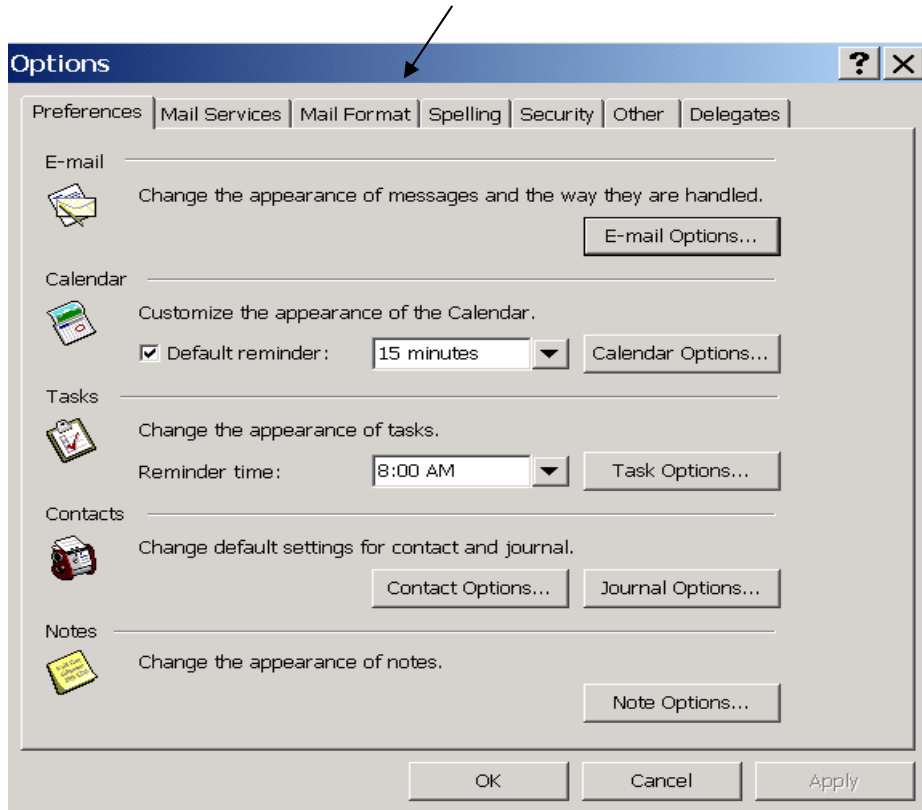 Options
Preferences Mail Services Mail Format Spelling Security Other Delegates
E-mail
Change the appearance of messages and the way they are handled.
E-mail Options...
Calendar
Customize the appearance of the Calendar.
Default reminder: 15 minutes Calendar Options...
Tasks
Change the appearance of tasks.
Reminder time: 8:00 AM Task Options...
Contacts
Change default settings for contact and journal.
Contact Options... Journal Options...
Notes
Change the appearance of notes.
Note Options...
OK Cancel Apply